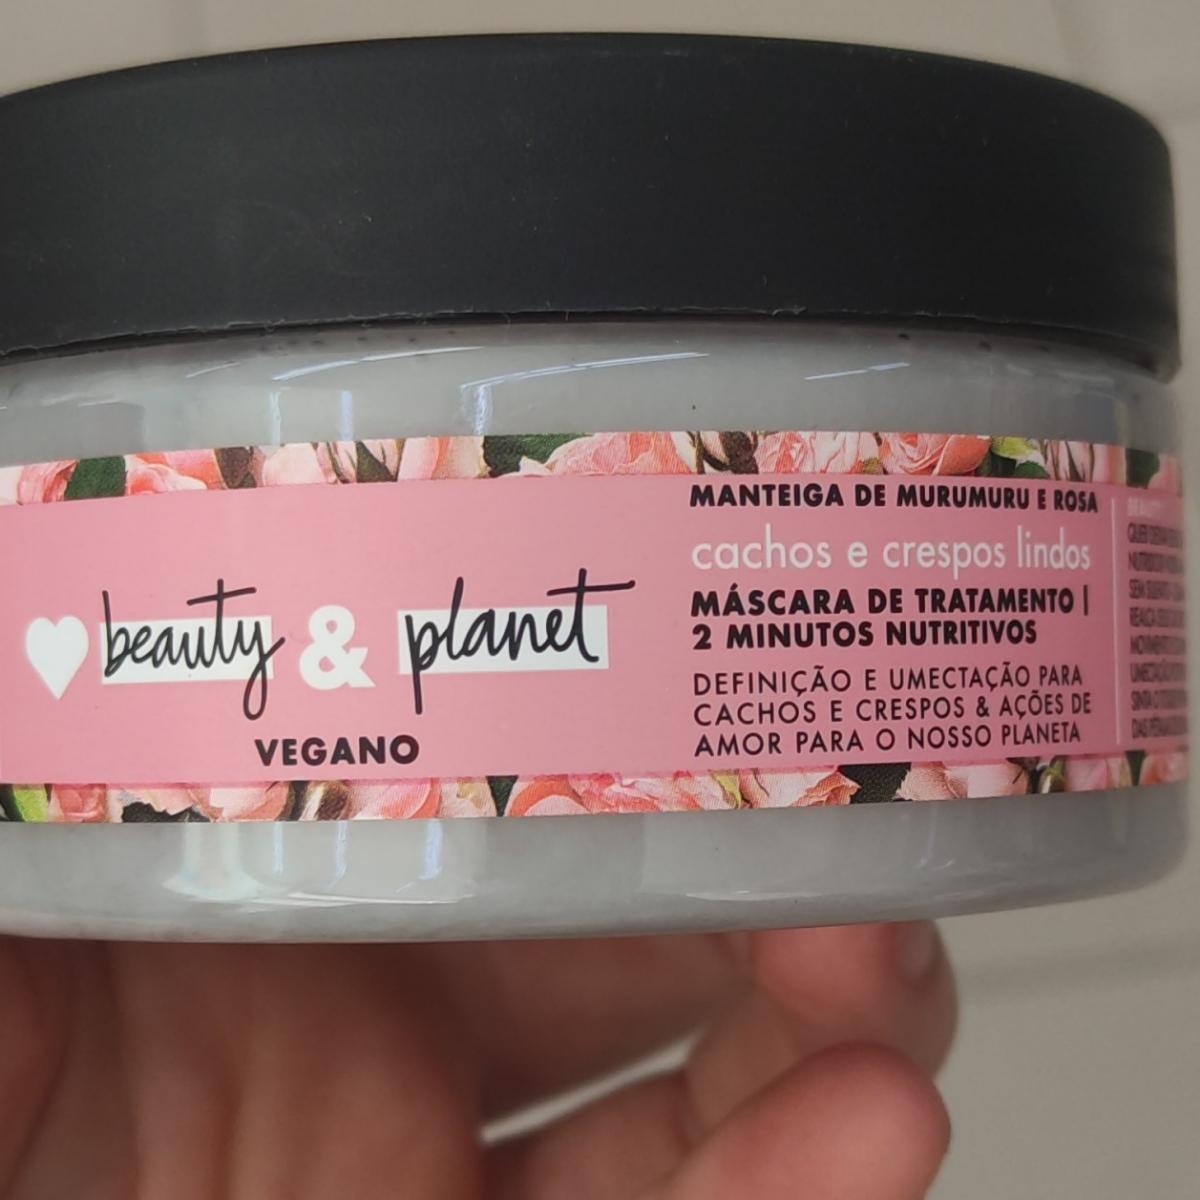 beauty & planet
VEGANO
MANTEIGA DE MURUMURU E ROSA
cachos e crespos lindos
MÁSCARA DE TRATAMENTO |
2 MINUTOS NUTRITIVOS
DEFINIÇÃO E UMECTAÇÃO PARA
CACHOS E CRESPOS & AÇÕES DE
AMOR PARA O NOSSO PLANETA